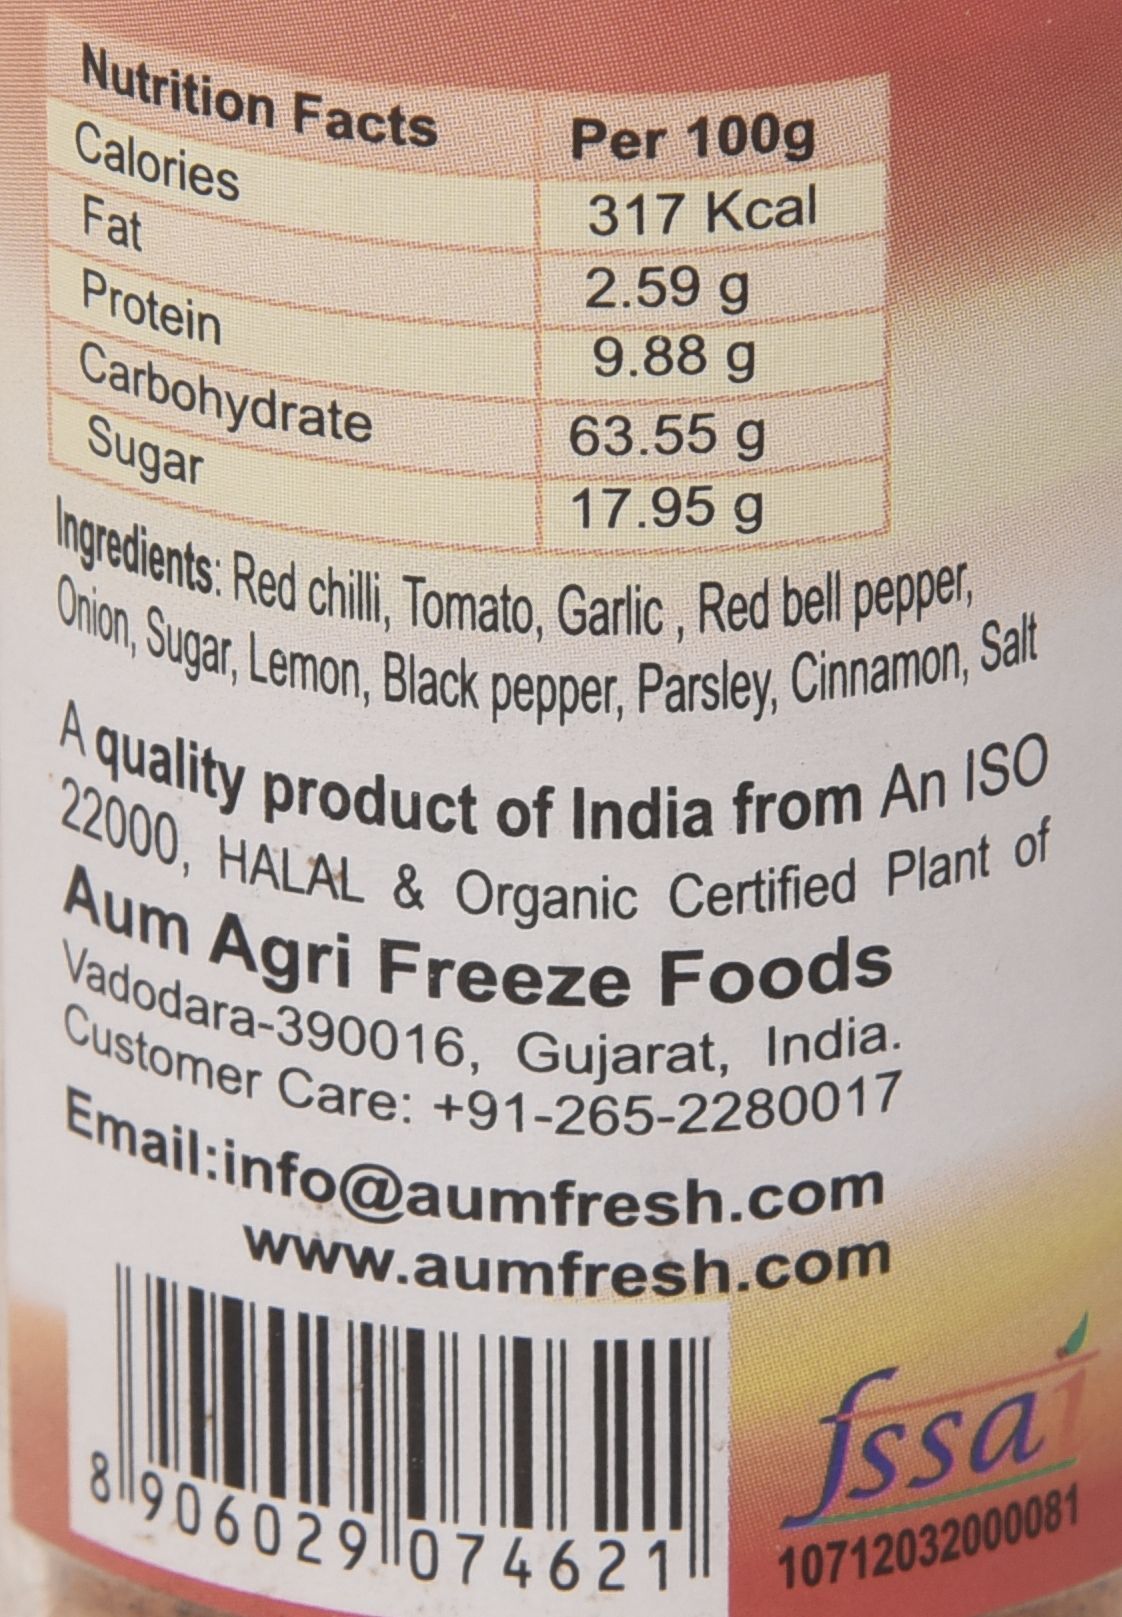 Nutrition Facts Per 100g
Calories 317 Kcal
Fat 2.59 g
Protein 9.88 g
Carbohydrate 63.55 g
Sugar 17.95 g
Ingredients: Red chilli, Tomato, Garlic , Red bell pepper,
Onion, Sugar, Lemon, Black pepper, Parsley, Cinnamon, Salt
A quality product of India from An ISO
22000, HALAL & Organic Certified Plant of
Aum Agri Freeze Foods
Vadodara-390016, Gujarat, India.
Customer Care: +91-265-2280017
Email:info@aumfresh.com
www.aumfresh.com
8 906029 074621
fssai
10712032000081